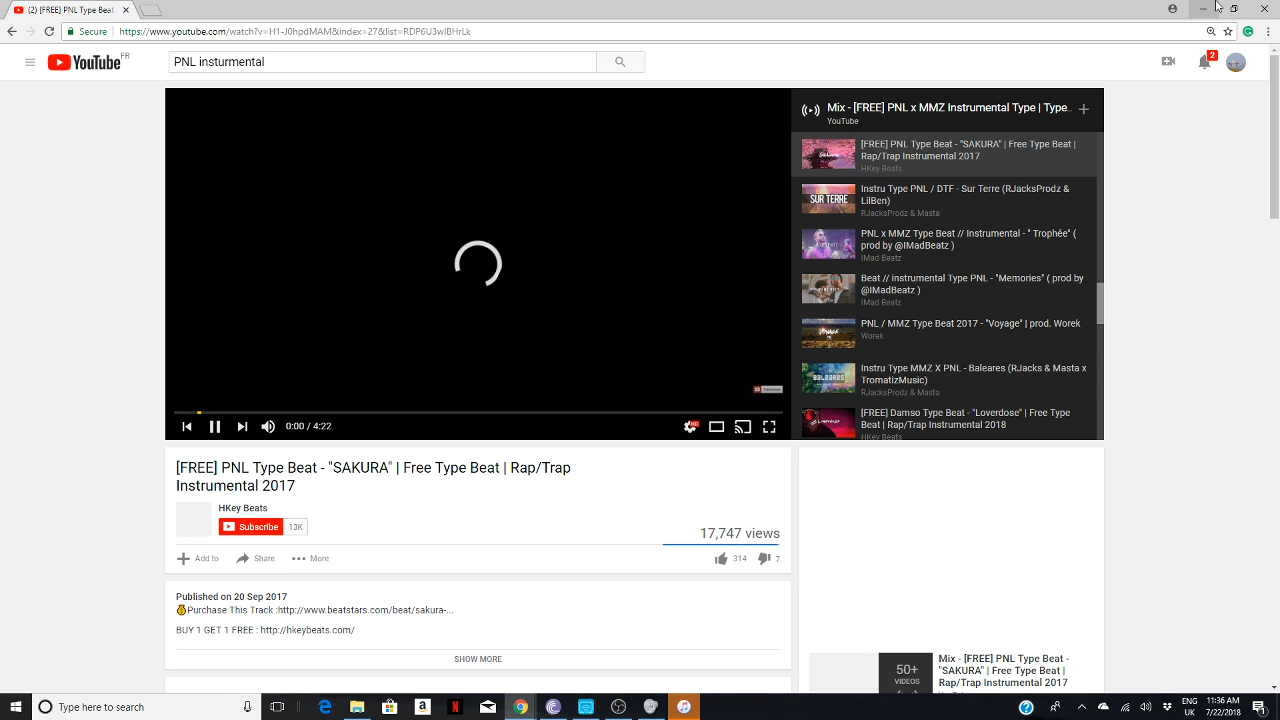 (2) [FREE] PNL Type Beat
Secure
https://www.youtube.com/watch?v=H1-J0hpdMAM&index=27&list=RDP6U3wIBHrLk
YouTube FR
PNL insturmental
2
Mix - [FREE] PNL x MMZ Instrumental Type | Type...
YouTube
[FREE] PNL Type Beat - "SAKURA" | Free Type Beat |
Rap/Trap Instrumental 2017
HKey Beats
SUR TERRE
Instru Type PNL / DTF - Sur Terre (RJacksProdz &
LilBen)
RJacksProdz & Masta
PNL x MMZ Type Beat // Instrumental - " Trophée" (
prod by @IMadBeatz )
IMad Beatz
Beat // instrumental Type PNL - "Memories" ( prod by
@IMadBeatz )
IMad Beatz
VOYAGE
PNL / MMZ Type Beat 2017 - "Voyage" | prod. Worek
Worek
BALEARES
Instru Type MMZ X PNL - Baleares (RJacks & Masta x
TromatizMusic)
RJacksProdz & Masta
[FREE] Damso Type Beat - "Loverdose" | Free Type
Beat | Rap/Trap Instrumental 2018
HKey Beats
0:00 / 4:22
HD
[FREE] PNL Type Beat - "SAKURA" | Free Type Beat | Rap/Trap
Instrumental 2017
HKey Beats
Subscribe 13K
17,747 views
Add to Share More
314 7
Published on 20 Sep 2017
Purchase This Track :http://www.beatstars.com/beat/sakura-...
BUY 1 GET 1 FREE : http://hkeybeats.com/
SHOW MORE
50+
VIDEOS
Mix - [FREE] PNL Type Beat -
"SAKURA" | Free Type Beat |
Rap/Trap Instrumental 2017
Type here to search
ENG
UK
11:36 AM
7/22/2018
1